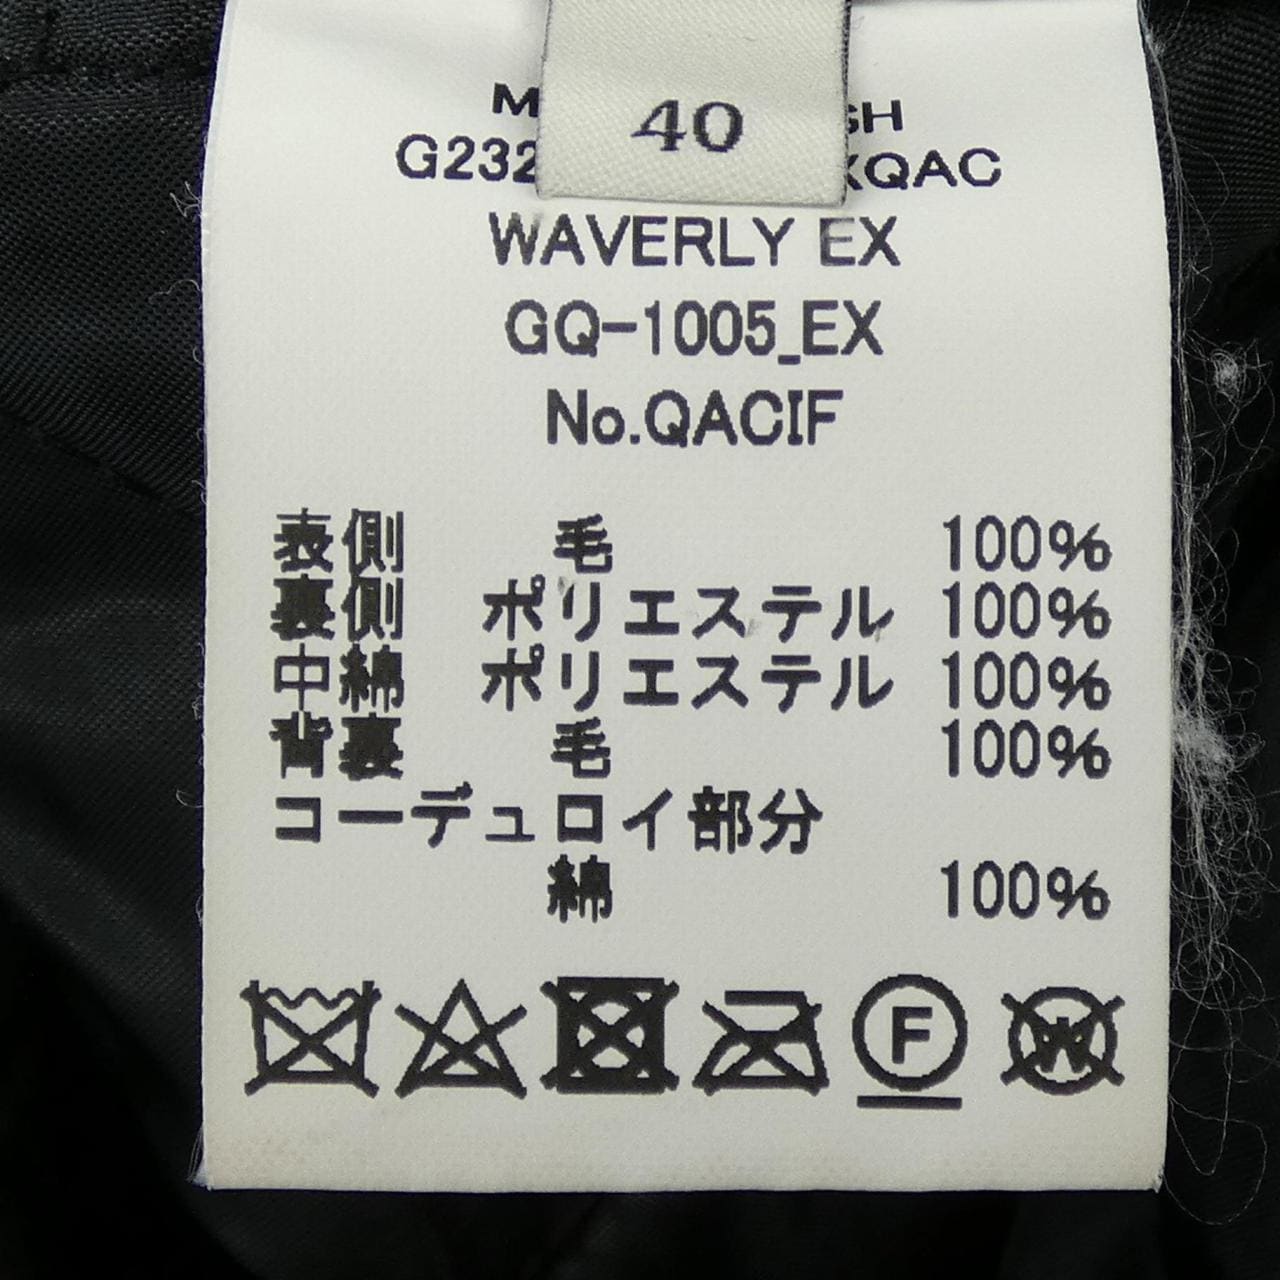 40
WAVERLY EX
GQ-1005_EX
No.QACIF
表側 毛 100%
裏側 ポリエステル 100%
中綿 ポリエステル 100%
背裏 毛 100%
コーデュロイ部分
綿 100%
F
W